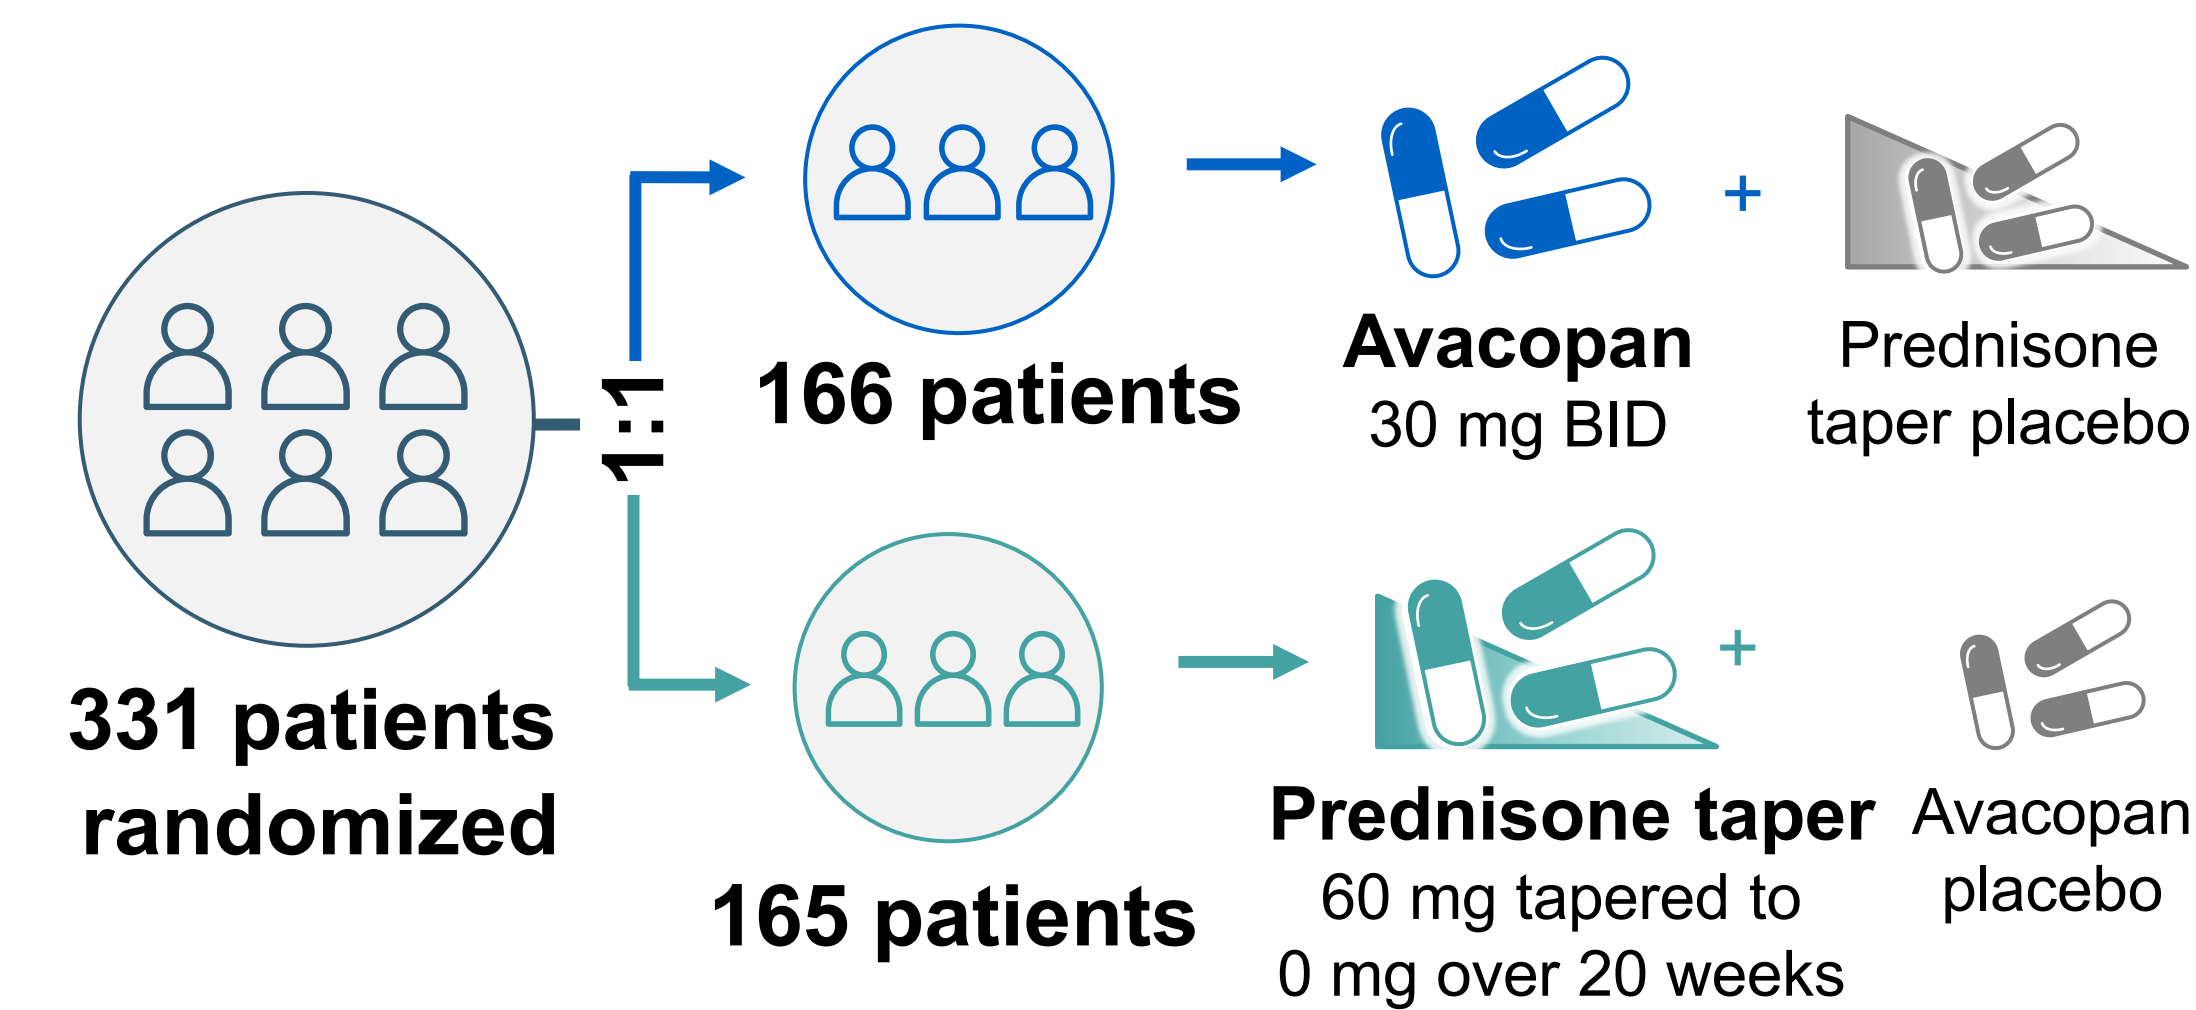 331 patients
randomized
1:1
166 patients
Avacopan
30 mg BID
+
Prednisone
taper placebo
165 patients
Prednisone taper
60 mg tapered to
0 mg over 20 weeks
+
Avacopan
placebo